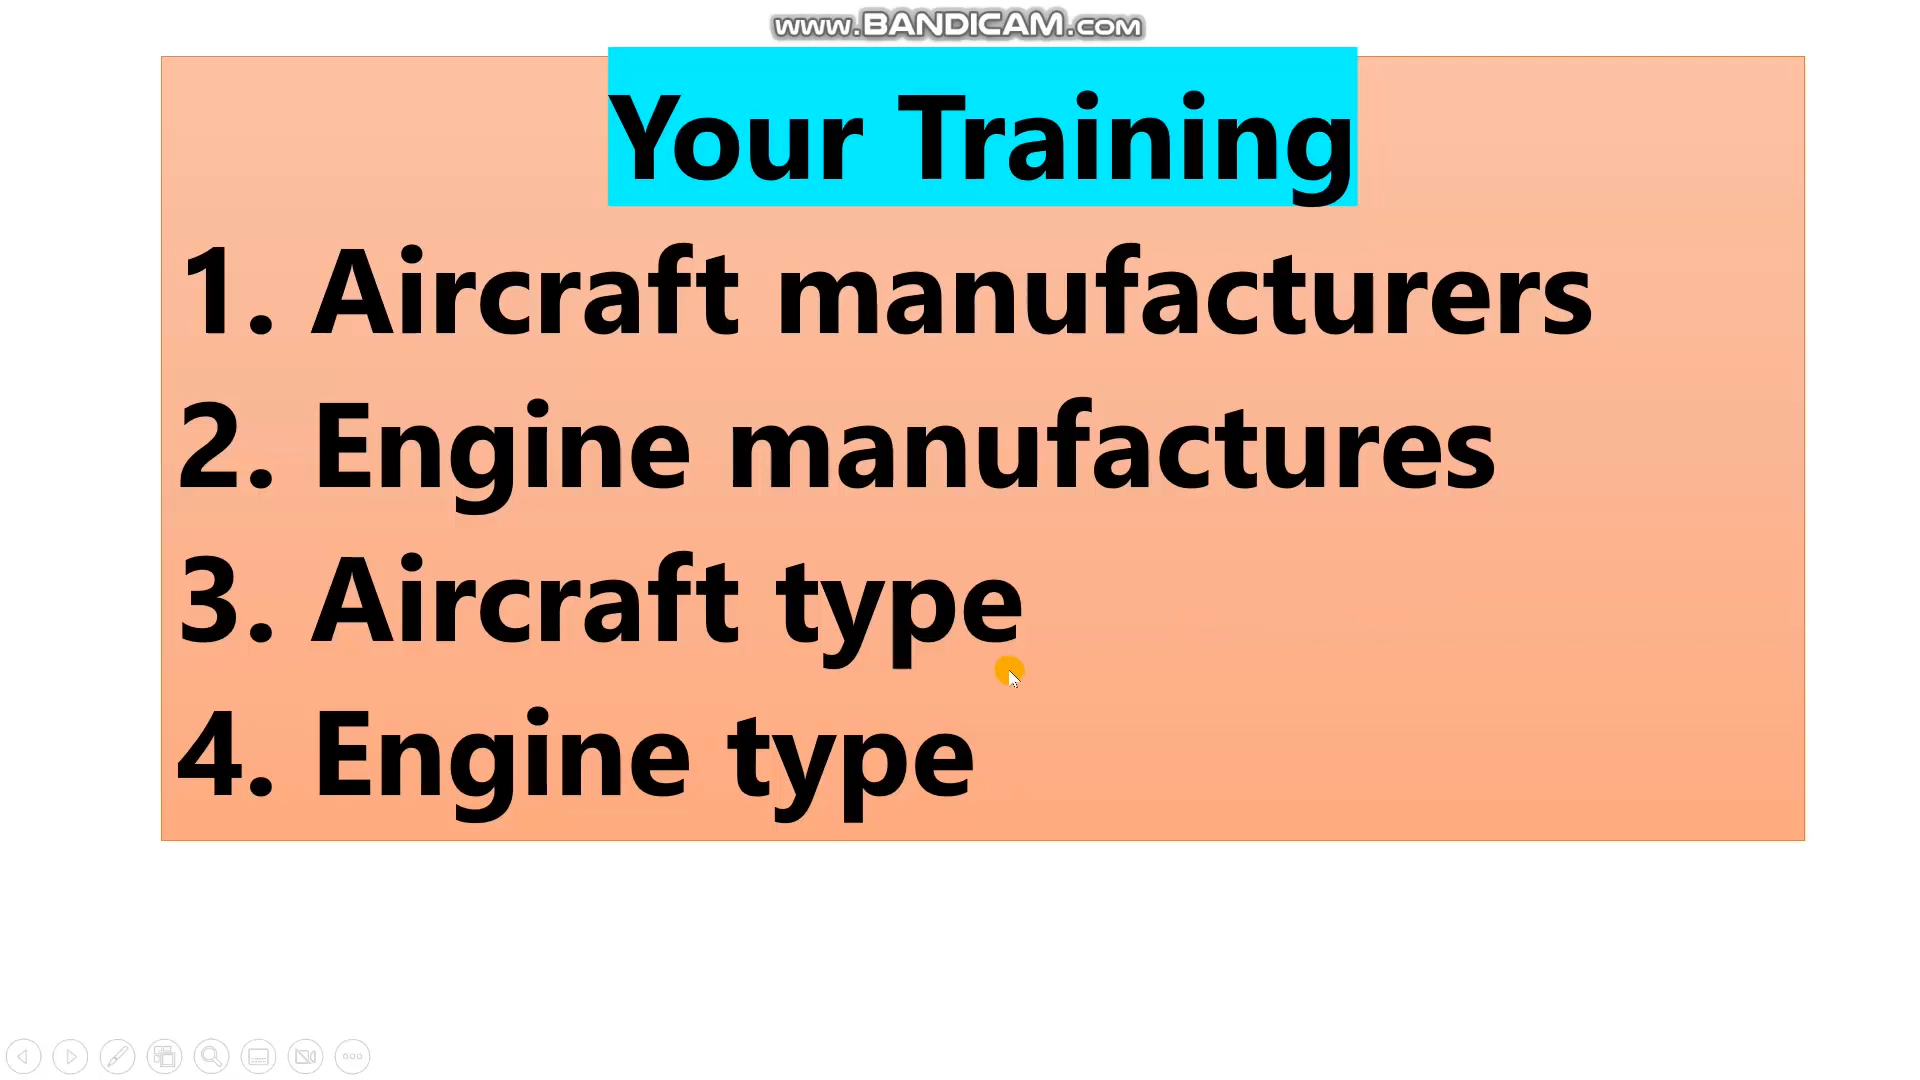 www.BANDICAM.com
Your Training
1. Aircraft manufacturers
2. Engine manufactures
3. Aircraft type
4. Engine type